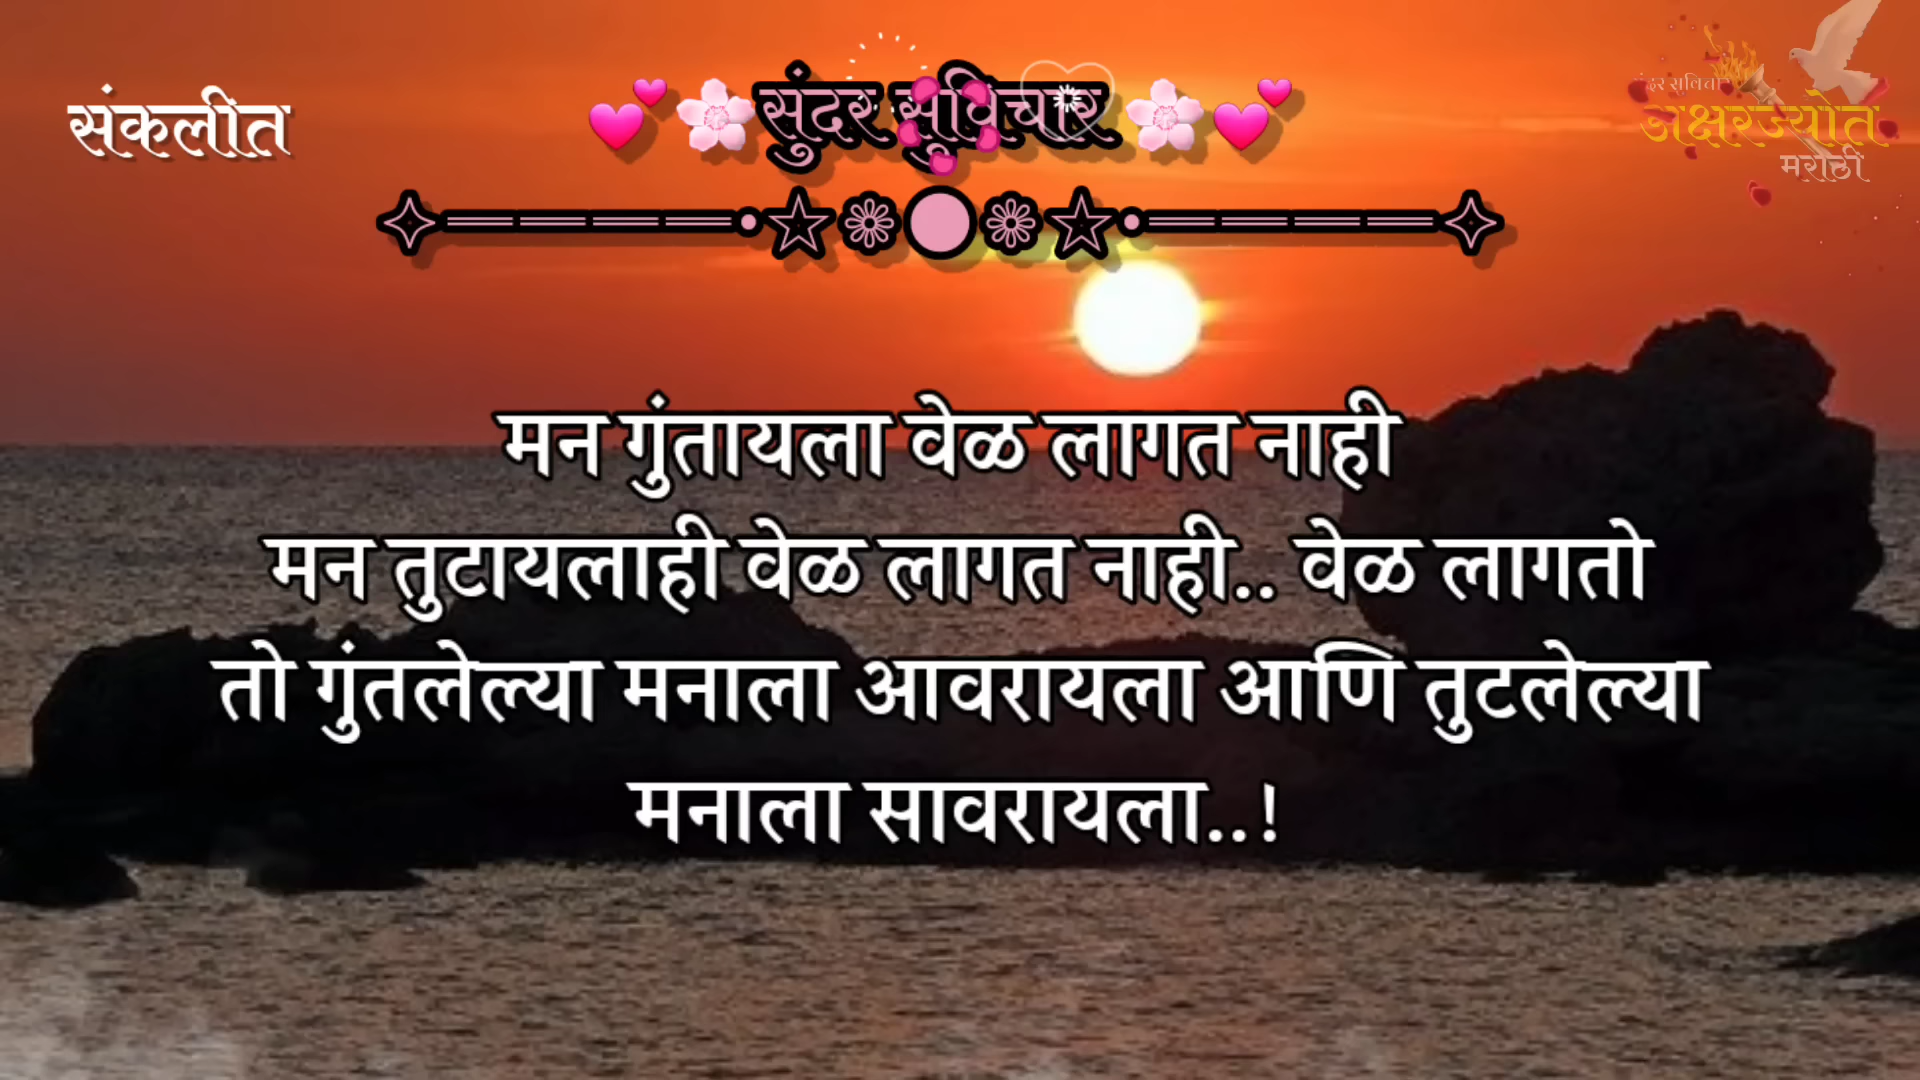 संकलीत
💕🌸सुंदर सुविचार🌸💕
सुंदर सुविचार
अक्षरज्योत
मराठी
✧════•☆❁●❁☆•════✧
मन गुंतायला वेळ लागत नाही
मन तुटायलाही वेळ लागत नाही.. वेळ लागतो
तो गुंतलेल्या मनाला आवरायला आणि तुटलेल्या
मनाला सावरायला..!